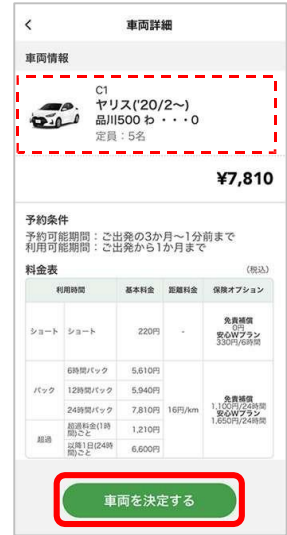 車両詳細
車両情報
C1
ヤリス('20/
2～)
品川500 わ ・・・0
定員：5名
¥7,810
予約条件
予約可能期間：ご出発の3か月～1分前まで
利用可能期間：ご出発から1か月まで
料金表 (税込)
利用時間 基本料金 距離料金 保険オプション
ショート ショート 220円 - 免責補償
0円
安心Wプラン
330円/6時間
パック 6時間パック 5,610円
12時間パック 5,940円
24時間パック 7,810円 16円/km 免責補償
1,100円/24時間
安心Wプラン
1,650円/24時間
超過 超過料金(1時
間)ごと 1,210円
以降1日(24時
間)ごと 6,600円
車両を決定する